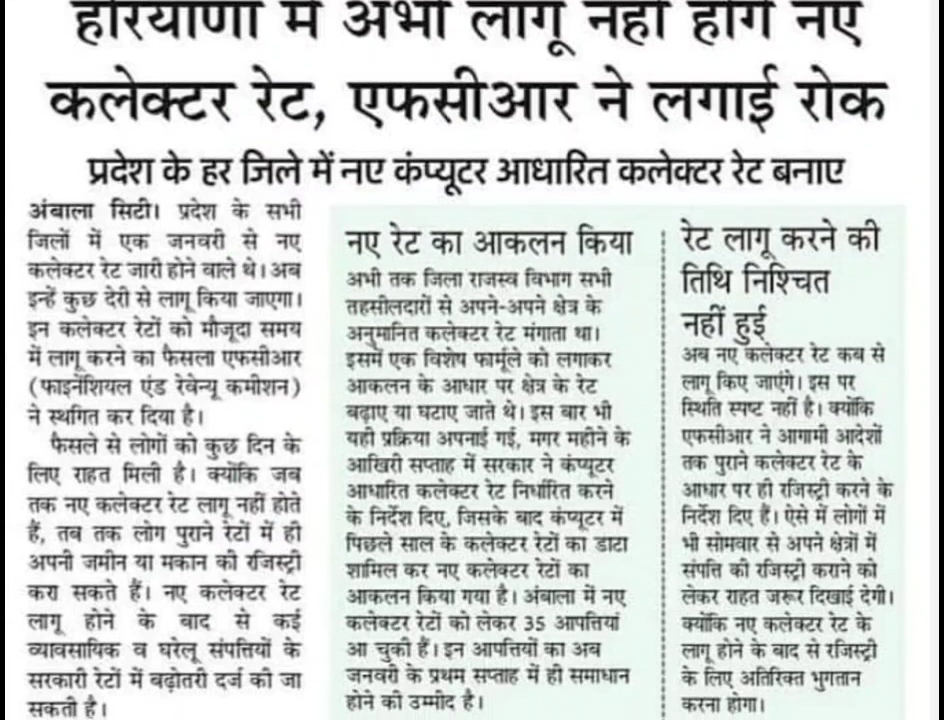 हरियाणा में अभी लागू नहीं होंगे नए
कलेक्टर रेट, एफसीआर ने लगाई रोक
प्रदेश के हर जिले में नए कंप्यूटर आधारित कलेक्टर रेट बनाए
अंबाला सिटी। प्रदेश के सभी
जिलों में एक जनवरी से नए
कलेक्टर रेट जारी होने वाले थे। अब
इन्हें कुछ देरी से लागू किया जाएगा।
इन कलेक्टर रेटों को मौजूदा समय
में लागू करने का फैसला एफसीआर
(फाइनेंशियल एंड रेवेन्यू कमीशन)
ने स्थगित कर दिया है।
फैसले से लोगों को कुछ दिन के
लिए राहत मिली है। क्योंकि जब
तक नए कलेक्टर रेट लागू नहीं होते
हैं, तब तक लोग पुराने रेटों में ही
अपनी जमीन या मकान की रजिस्ट्री
करा सकते हैं। नए कलेक्टर रेट
लागू होने के बाद से कई
व्यावसायिक व घरेलू संपत्तियों के
सरकारी रेटों में बढ़ोतरी दर्ज की जा
सकती है।
नए रेट का आकलन किया
अभी तक जिला राजस्व विभाग सभी
तहसीलदारों से अपने-अपने क्षेत्र के
अनुमानित कलेक्टर रेट मंगाता था।
इसमें एक विशेष फार्मूले को लगाकर
आकलन के आधार पर क्षेत्र के रेट
बढ़ाए या घटाए जाते थे। इस बार भी
यही प्रक्रिया अपनाई गई, मगर महीने के
आखिरी सप्ताह में सरकार ने कंप्यूटर
आधारित कलेक्टर रेट निर्धारित करने
के निर्देश दिए, जिसके बाद कंप्यूटर में
पिछले साल के कलेक्टर रेटों का डाटा
शामिल कर नए कलेक्टर रेटों का
आकलन किया गया है। अंबाला में नए
कलेक्टर रेटों को लेकर 35 आपत्तियां
आ चुकी हैं। इन आपत्तियों का अब
जनवरी के प्रथम सप्ताह में ही समाधान
होने की उम्मीद है।
रेट लागू करने की
तिथि निश्चित
नहीं हुई
अब नए कलेक्टर रेट कब से
लागू किए जाएंगे। इस पर
स्थिति स्पष्ट नहीं है। क्योंकि
एफसीआर ने आगामी आदेशों
तक पुराने कलेक्टर रेट के
आधार पर ही रजिस्ट्री करने के
निर्देश दिए हैं। ऐसे में लोगों में
भी सोमवार से अपने क्षेत्रों में
संपत्ति की रजिस्ट्री कराने को
लेकर राहत जरूर दिखाई देगी।
क्योंकि नए कलेक्टर रेट के
लागू होने के बाद से रजिस्ट्री
के लिए अतिरिक्त भुगतान
करना होगा।